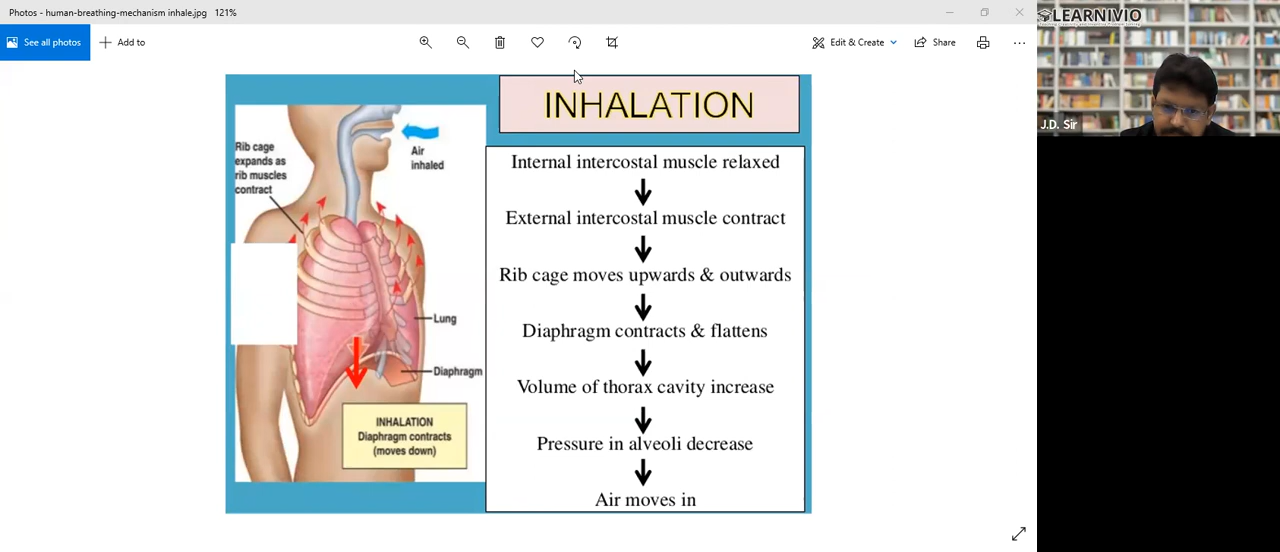 Photos - human-breathing-mechanism inhale.jpg 121%
See all photos
Add to
Edit & Create
Share
LEARNIVIO
J.D. Sir
INHALATION
Rib cage
expands as
rib muscles
contract
Air
inhaled
Lung
Diaphragm
INHALATION
Diaphragm contracts
(moves down)
Internal intercostal muscle relaxed
External intercostal muscle contract
Rib cage moves upwards & outwards
Diaphragm contracts & flattens
Volume of thorax cavity increase
Pressure in alveoli decrease
Air moves in